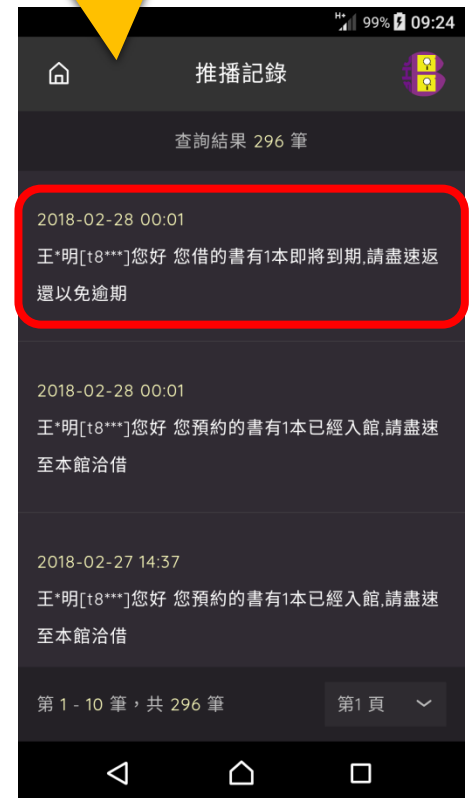 H+ 99% 09:24
推播記錄
查詢結果 296 筆
2018-02-28 00:01
王*明[t8***]您好 您借的書有1本即將到期,請盡速返
還以免逾期
2018-02-28 00:01
王*明[t8***]您好 您預約的書有1本已經入館,請盡速
至本館洽借
2018-02-27 14:37
王*明[t8***]您好 您預約的書有1本已經入館,請盡速
至本館洽借
第 1 - 10 筆，共 296 筆 第1 頁